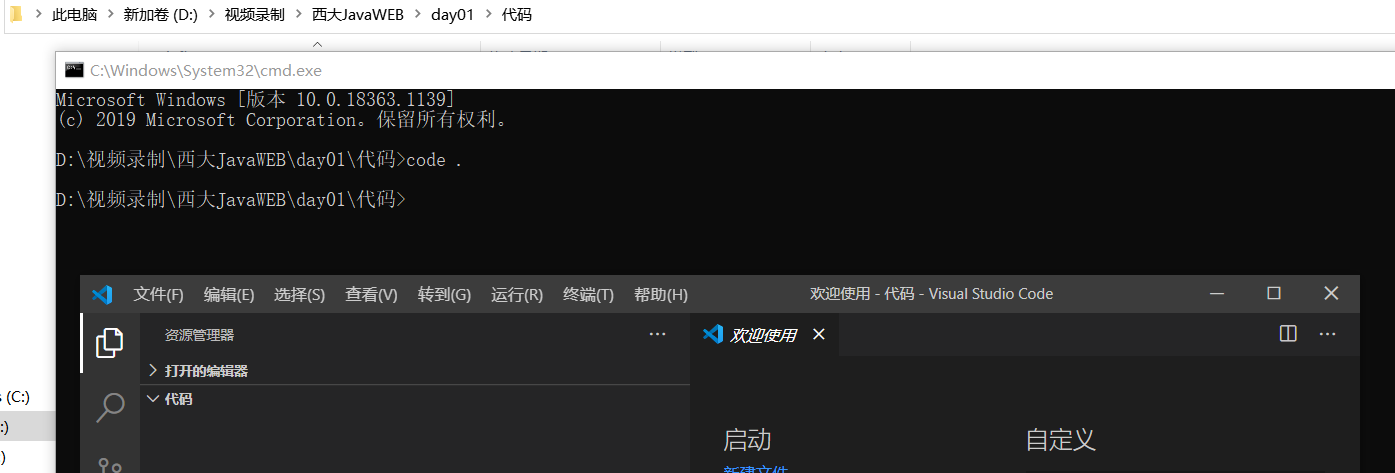 此电脑 > 新加卷 (D:) > 视频录制 > 西大JavaWEB > day01 > 代码
C:\Windows\System32\cmd.exe
Microsoft Windows [版本 10.0.18363.1139]
(c) 2019 Microsoft Corporation。保留所有权利。
D:\视频录制\西大JavaWEB\day01\代码>code .
D:\视频录制\西大JavaWEB\day01\代码>
文件(F) 编辑(E) 选择(S) 查看(V) 转到(G) 运行(R) 终端(T) 帮助(H) 欢迎使用 - 代码 - Visual Studio Code
资源管理器 ··· 欢迎使用 ···
打开的编辑器
s (C:)
代码
:)
启动 自定义
)
新建文件